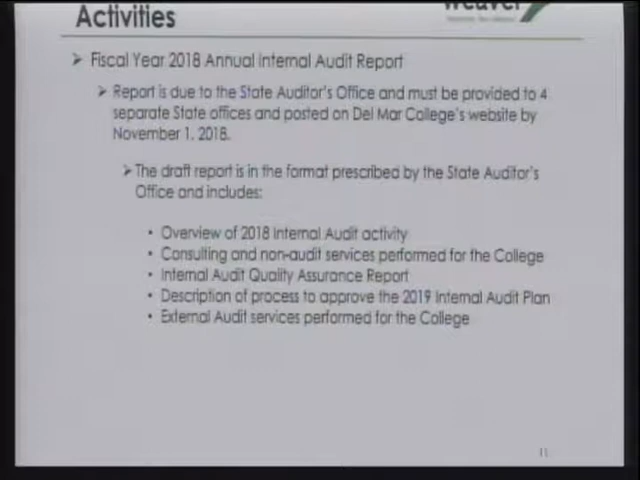 Activities
weaver
➤ Fiscal Year 2018 Annual Internal Audit Report
➤ Report is due to the State Auditor's Office and must be provided to 4
separate State offices and posted on Del Mar College's website by
November 1, 2018.
➤ The draft report is in the format prescribed by the State Auditor's
Office and includes:
• Overview of 2018 Internal Audit activity
• Consulting and non-audit services performed for the College
• Internal Audit Quality Assurance Report
• Description of process to approve the 2019 Internal Audit Plan
• External Audit services performed for the College
11